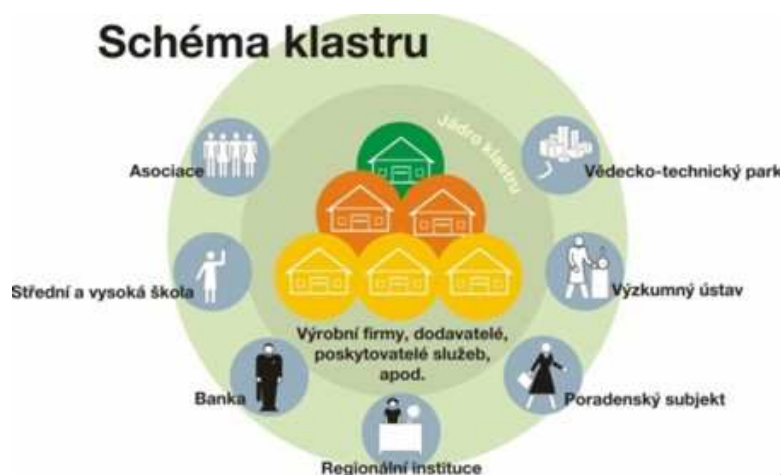 Schéma klastru
Jádro klastru
Asociace
Vědecko-technický park
Střední a vysoká škola
Výzkumný ústav
Výrobní firmy, dodavatelé,
poskytovatelé služeb,
apod.
Banka
Poradenský subjekt
Regionální instituce